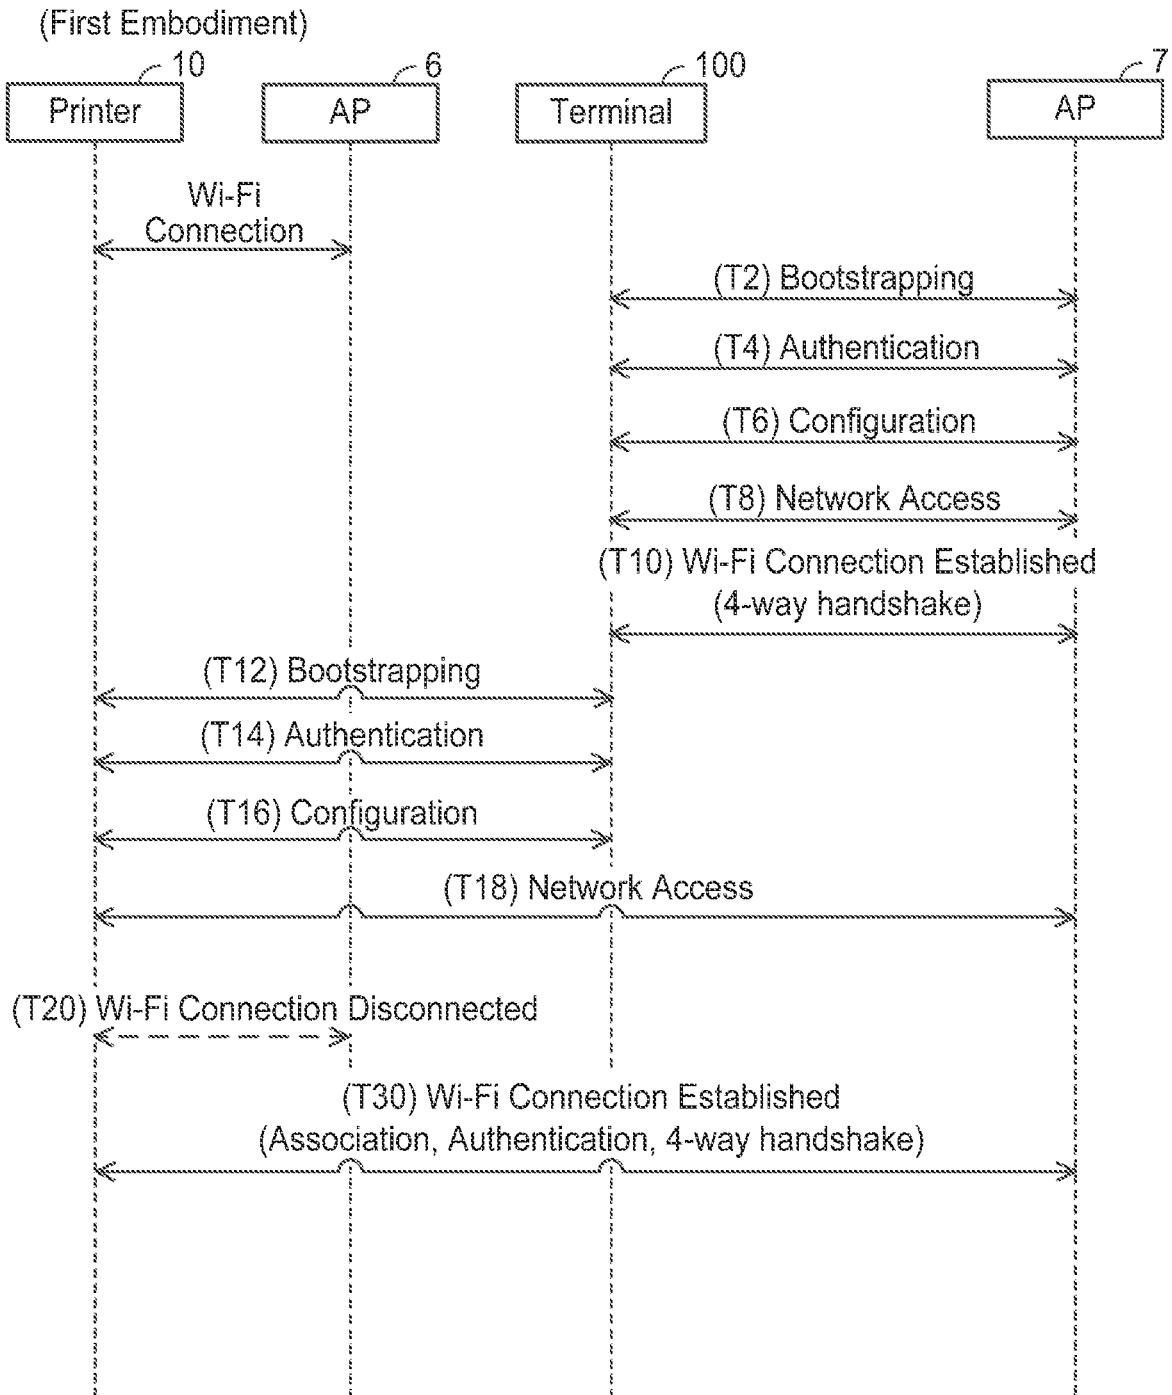 (First Embodiment)
10
6
100
7
Printer
AP
Terminal
AP
Wi-Fi
Connection
(T2) Bootstrapping
(T4) Authentication
(T6) Configuration
(T8) Network Access
(T10) Wi-Fi Connection Established
(4-way handshake)
(T12) Bootstrapping
(T14) Authentication
(T16) Configuration
(T18) Network Access
(T20) Wi-Fi Connection Disconnected
(T30) Wi-Fi Connection Established
(Association, Authentication, 4-way handshake)